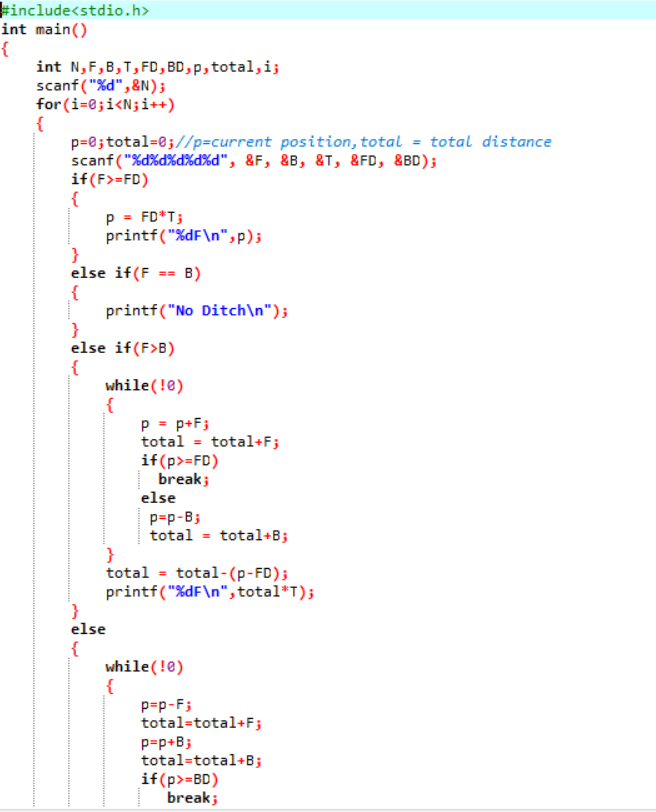 #include<stdio.h>
int main()
{
    int N,F,B,T,FD,BD,p,total,i;
    scanf("%d",&N);
    for(i=0;i<N;i++)
    {
        p=0;total=0;//p=current position,total = total distance
        scanf("%d%d%d%d%d", &F, &B, &T, &FD, &BD);
        if(F>=FD)
        {
            p = FD*T;
            printf("%dF\n",p);
        }
        else if(F == B)
        {
            printf("No Ditch\n");
        }
        else if(F>B)
        {
            while(!0)
            {
                p = p+F;
                total = total+F;
                if(p>=FD)
                  break;
                else
                 p=p-B;
                 total = total+B;
            }
            total = total-(p-FD);
            printf("%dF\n",total*T);
        }
        else
        {
            while(!0)
            {
                p=p-F;
                total=total+F;
                p=p+B;
                total=total+B;
                if(p>=BD)
                   break;